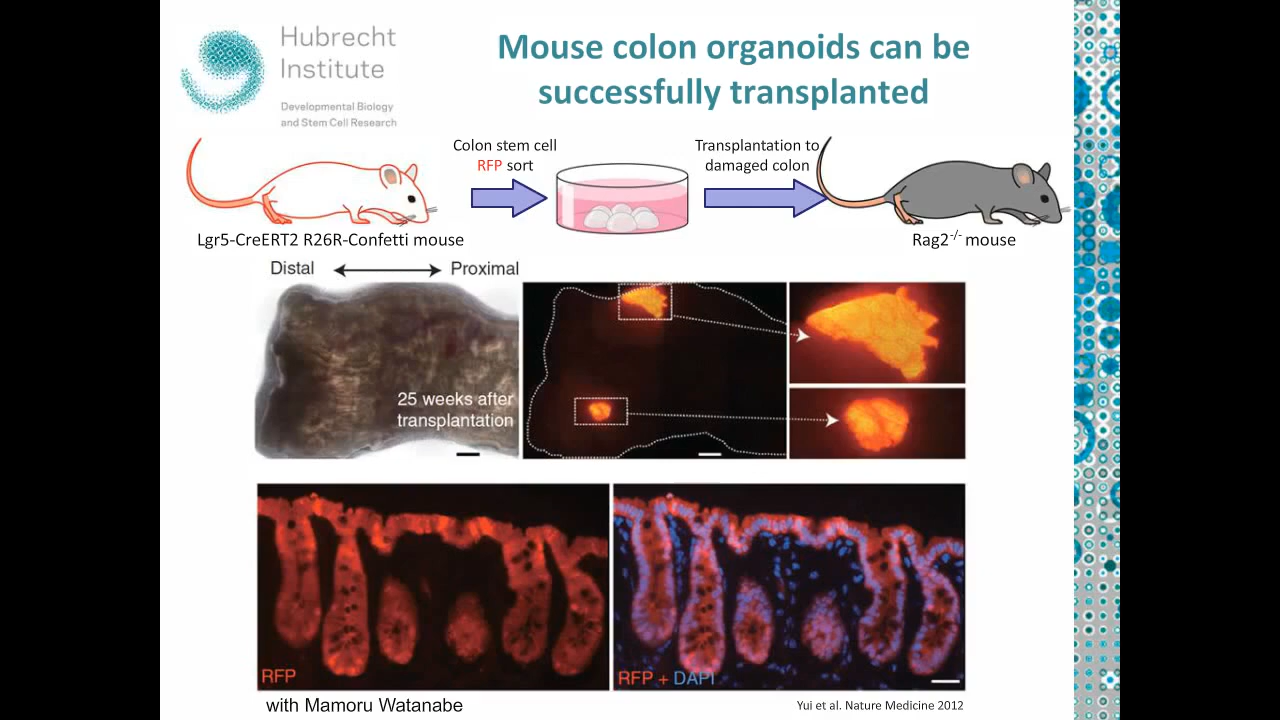 Hubrecht
Institute
Developmental Biology
and Stem Cell Research
Mouse colon organoids can be
successfully transplanted
Colon stem cell
RFP sort
Transplantation to
damaged colon
Lgr5-CreERT2 R26R-Confetti mouse
Rag2-/- mouse
Distal
Proximal
25 weeks after
transplantation
RFP
RFP + DAPI
with Mamoru Watanabe
Yui et al. Nature Medicine 2012